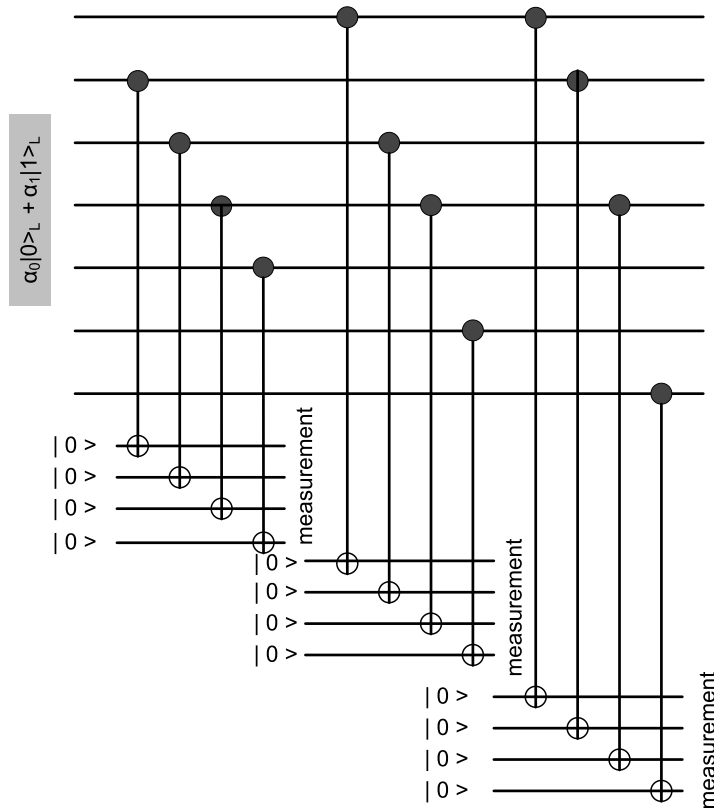 α₀|0>L + α₁|1>L
| 0 >
| 0 >
| 0 >
| 0 >
measurement
| 0 >
| 0 >
| 0 >
| 0 >
measurement
| 0 >
| 0 >
| 0 >
| 0 >
measurement